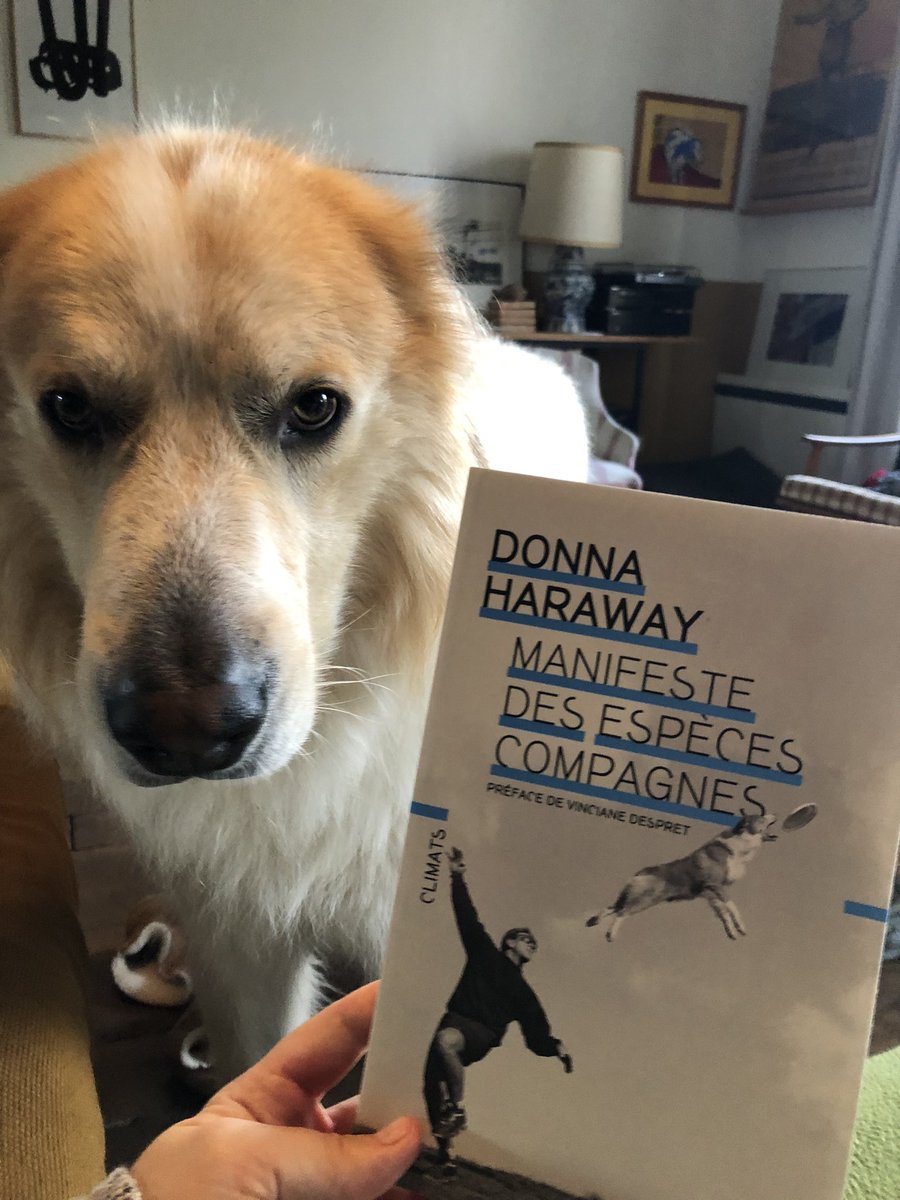 DONNA
HARAWAY
MANIFESTE
DES ESPÈCES
COMPAGNES
PRÉFACE DE VINCIANE DESPRET
CLIMATS